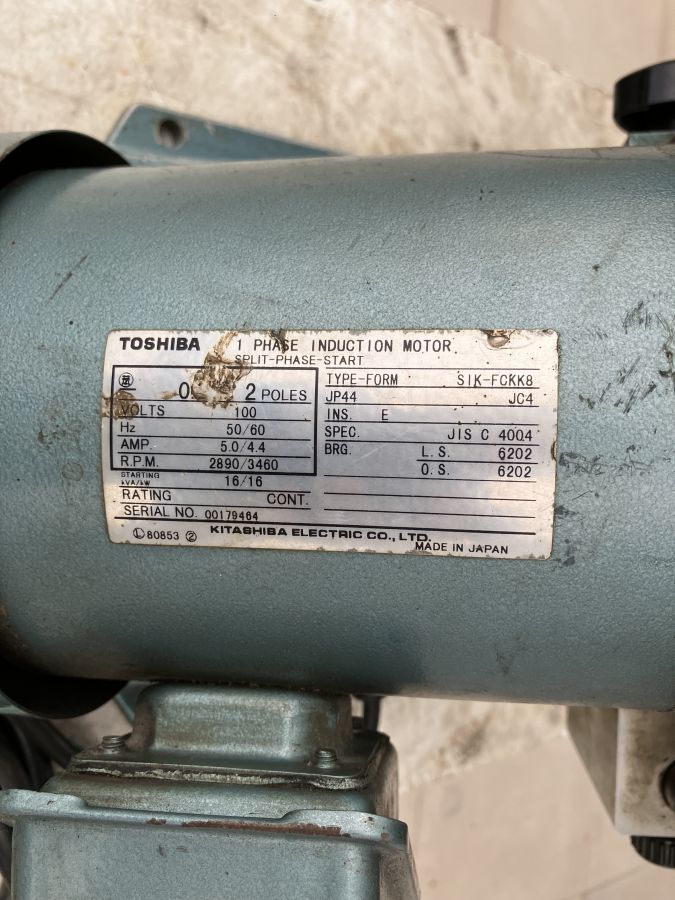 TOSHIBA 1 PHASE INDUCTION MOTOR
SPLIT-PHASE-START
2 POLES
VOLTS 100
Hz 50/60
AMP. 5.0/4.4
R.P.M. 2890/3460
STARTING kVA/kW 16/16
RATING CONT.
SERIAL NO. 00179464
TYPE-FORM SIK-FCKK8
JP44 JC4
INS. E
SPEC. JIS C 4004
BRG. L.S. 6202
O.S. 6202
Ⓛ80853 ②
KITASHIBA ELECTRIC CO., LTD.
MADE IN JAPAN